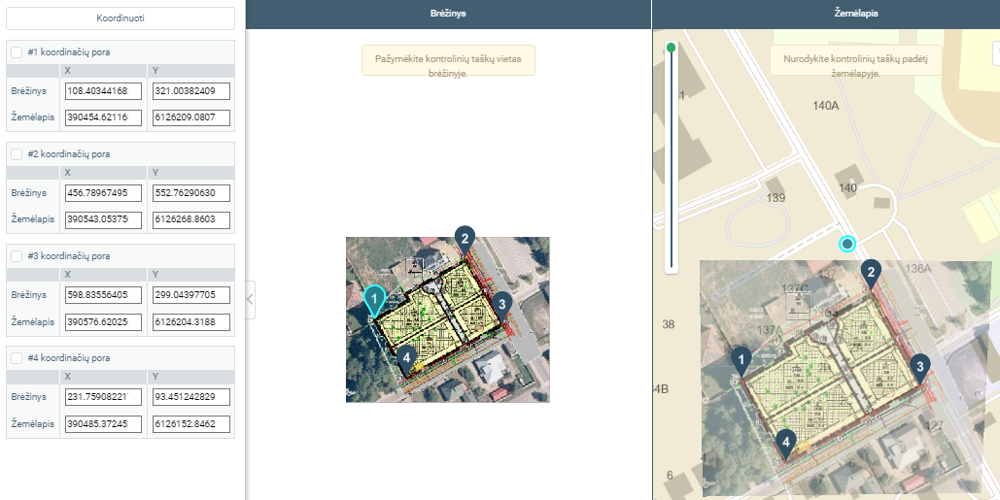 Koordinuoti
#1 koordinačių pora
X Y
Brėžinys 108.40344168 321.00382409
Žemėlapis 390454.62116 6126209.0807
#2 koordinačių pora
X Y
Brėžinys 456.78967495 552.76290630
Žemėlapis 390543.05375 6126268.8603
#3 koordinačių pora
X Y
Brėžinys 598.83556405 299.04397705
Žemėlapis 390576.62025 6126204.3188
#4 koordinačių pora
X Y
Brėžinys 231.75908221 93.451242829
Žemėlapis 390485.37245 6126152.8462
Brėžinys
Pažymėkite kontrolinių taškų vietas
brėžinyje.
2
1
3
4
Žemėlapis
Nurodykite kontrolinių taškų padėtį
žemėlapyje.
1
140A
140
139
136A
2
137C
38
137A
1
3
34B
127
4
6
7